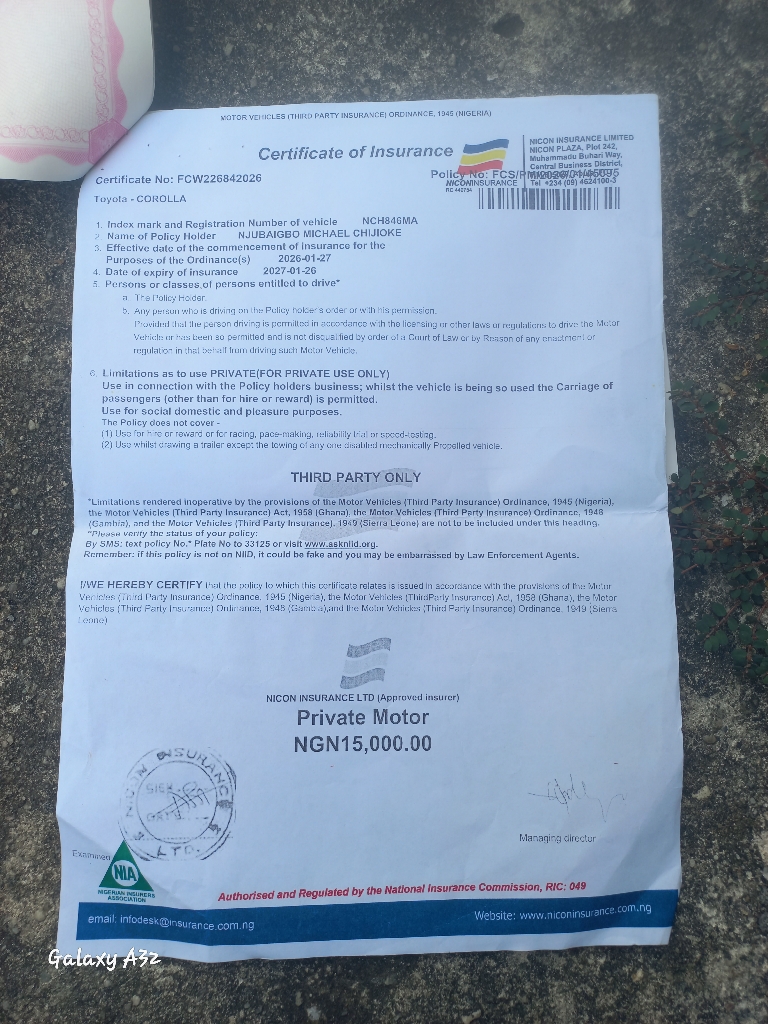 MOTOR VEHICLES (THIRD PARTY INSURANCE) ORDINANCE, 1945 (NIGERIA)
Certificate of Insurance
NICON INSURANCE LIMITED
NICON PLAZA, Plot 242,
Muhammadu Buhari Way,
Central Business District,
Tel +234 (09) 4624100-3
NICON INSURANCE
Certificate No: FCW226842026
Policy No:
Toyota - COROLLA
1. Index mark and Registration Number of vehicle NCH846MA
2. Name of Policy Holder NJUBAIGBO MICHAEL CHIJIOKE
3. Effective date of the commencement of insurance for the
Purposes of the Ordinance(s) 2026-01-27
4. Date of expiry of insurance 2027-01-26
5. Persons or classes of persons entitled to drive*
a. The Policy Holder.
b. Any person who is driving on the Policy holder's order or with his permission.
Provided that the person driving is permitted in accordance with the licensing or other laws or regulations to drive the Motor
Vehicle or has been so permitted and is not disqualified by order of a Court of Law or by Reason of any enactment or
regulation in that behalf from driving such Motor Vehicle.
6. Limitations as to use PRIVATE(FOR PRIVATE USE ONLY)
Use in connection with the Policy holders business; whilst the vehicle is being so used the Carriage of
passengers (other than for hire or reward) is permitted.
Use for social domestic and pleasure purposes.
The Policy does not cover -
(1) Use for hire or reward or for racing, pace-making, reliability trial or speed-testing.
(2) Use whilst drawing a trailer except the towing of any one disabled mechanically Propelled vehicle.
THIRD PARTY ONLY
*Limitations rendered inoperative by the provisions of the Motor Vehicles (Third Party Insurance) Ordinance, 1945 (Nigeria),
the Motor Vehicles (Third Party Insurance) Act, 1958 (Ghana), the Motor Vehicles (Third Party Insurance) Ordinance, 1948
(Gambia), and the Motor Vehicles (Third Party Insurance). 1949 (Sierra Leone) are not to be included under this heading.
*Please verify the status of your policy:
By SMS: text policy No.* Plate No to 33125 or visit www.askniid.org.
Remember: if this policy is not on NIID, it could be fake and you may be embarrassed by Law Enforcement Agents.
I/WE HEREBY CERTIFY that the policy to which this certificate relates is issued in accordance with the provisions of the Motor
Vehicles (Third Party Insurance) Ordinance, 1945 (Nigeria), the Motor Vehicles (ThirdParty Insurance) Act, 1958 (Ghana), the Motor
Vehicles (Third Party Insurance) Ordinance, 1948 (Gambia),and the Motor Vehicles (Third Party Insurance) Ordinance, 1949 (Sierra
Leone)
NICON INSURANCE LTD (Approved insurer)
Private Motor
NGN15,000.00
NICON INSURANCE LTD.
Managing director
Examined
NIA
NIGERIAN INSURERS
ASSOCIATION
Authorised and Regulated by the National Insurance Commission, RIC: 049
email: infodesk@insurance.com.ng
Website: www.niconinsurance.com.ng
Galaxy A32